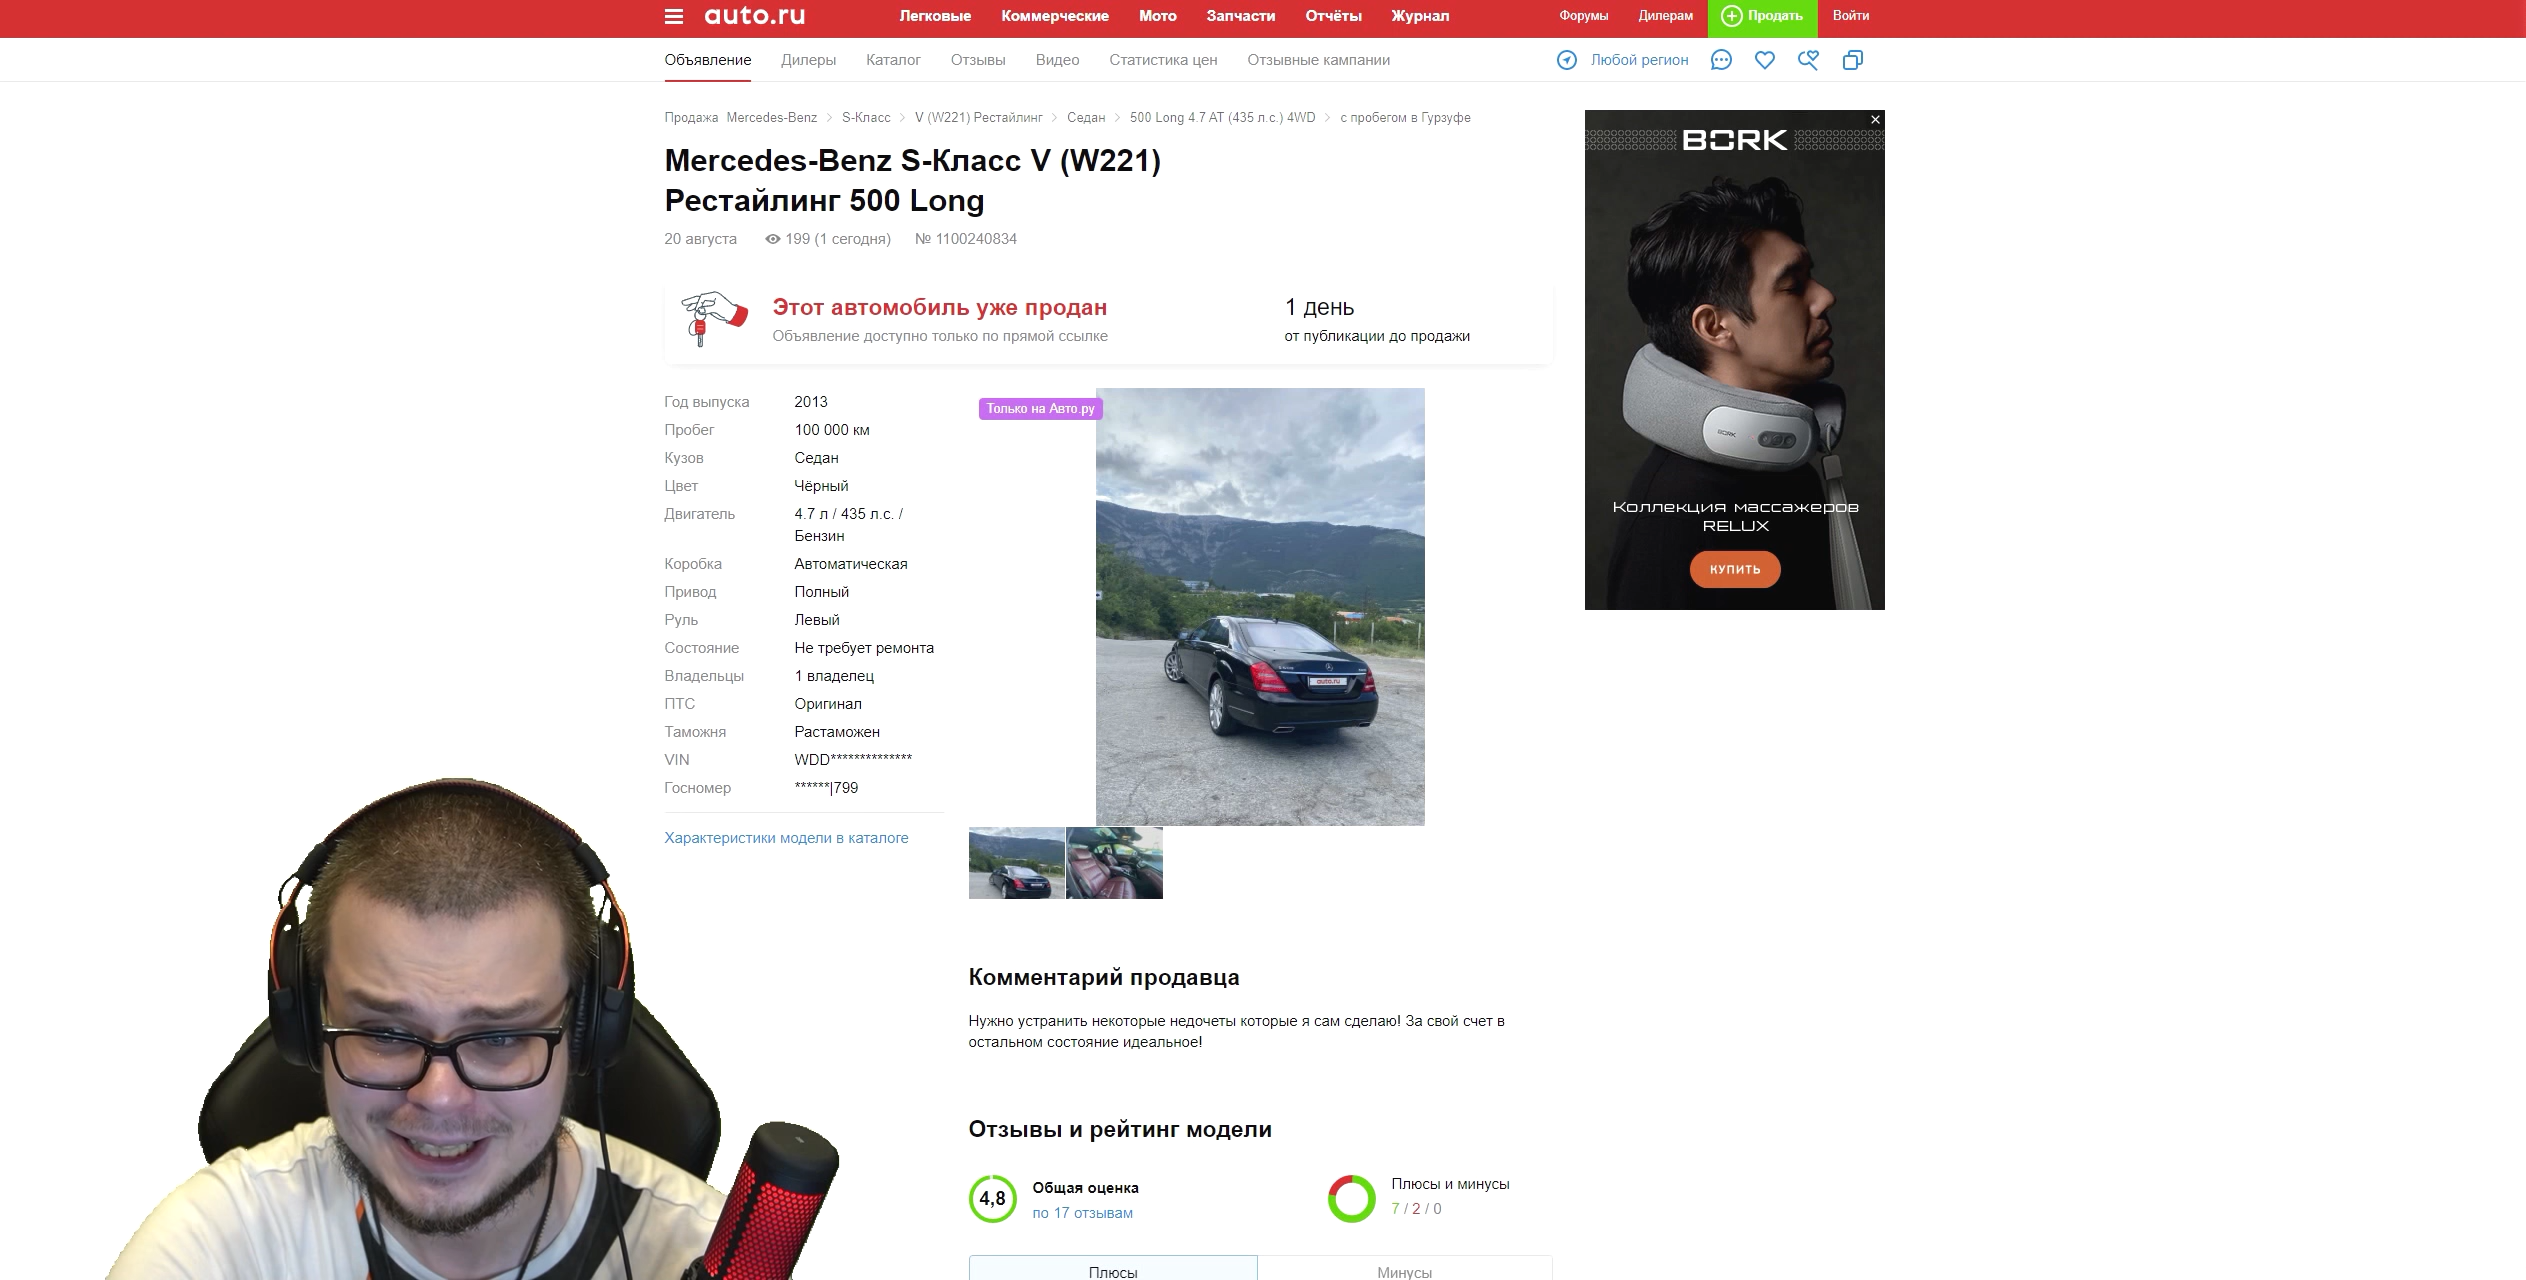 auto.ru
Легковые Коммерческие Мото Запчасти Отчёты Журнал
Форумы Дилерам Продать Войти
Объявление Дилеры Каталог Отзывы Видео Статистика цен Отзывные кампании
Любой регион
Продажа Mercedes-Benz > S-Класс > V (W221) Рестайлинг > Седан > 500 Long 4.7 AT (435 л.с.) 4WD > с пробегом в Гурзуфе
Mercedes-Benz S-Класс V (W221)
Рестайлинг 500 Long
20 августа 199 (1 сегодня) № 1100240834
Этот автомобиль уже продан
Объявление доступно только по прямой ссылке
1 день
от публикации до продажи
Год выпуска 2013
Пробег 100 000 км
Кузов Седан
Цвет Чёрный
Двигатель 4.7 л / 435 л.с. /
Бензин
Коробка Автоматическая
Привод Полный
Руль Левый
Состояние Не требует ремонта
Владельцы 1 владелец
ПТС Оригинал
Таможня Растаможен
VIN WDD**************
Госномер ******|799
Характеристики модели в каталоге
Только на Авто.ру
auto.ru
Комментарий продавца
Нужно устранить некоторые недочеты которые я сам сделаю! За свой счет в
остальном состояние идеальное!
Отзывы и рейтинг модели
4,8
Общая оценка
по 17 отзывам
Плюсы и минусы
7 / 2 / 0
Плюсы Минусы
BORK
BORK
Коллекция массажеров
RELUX
КУПИТЬ